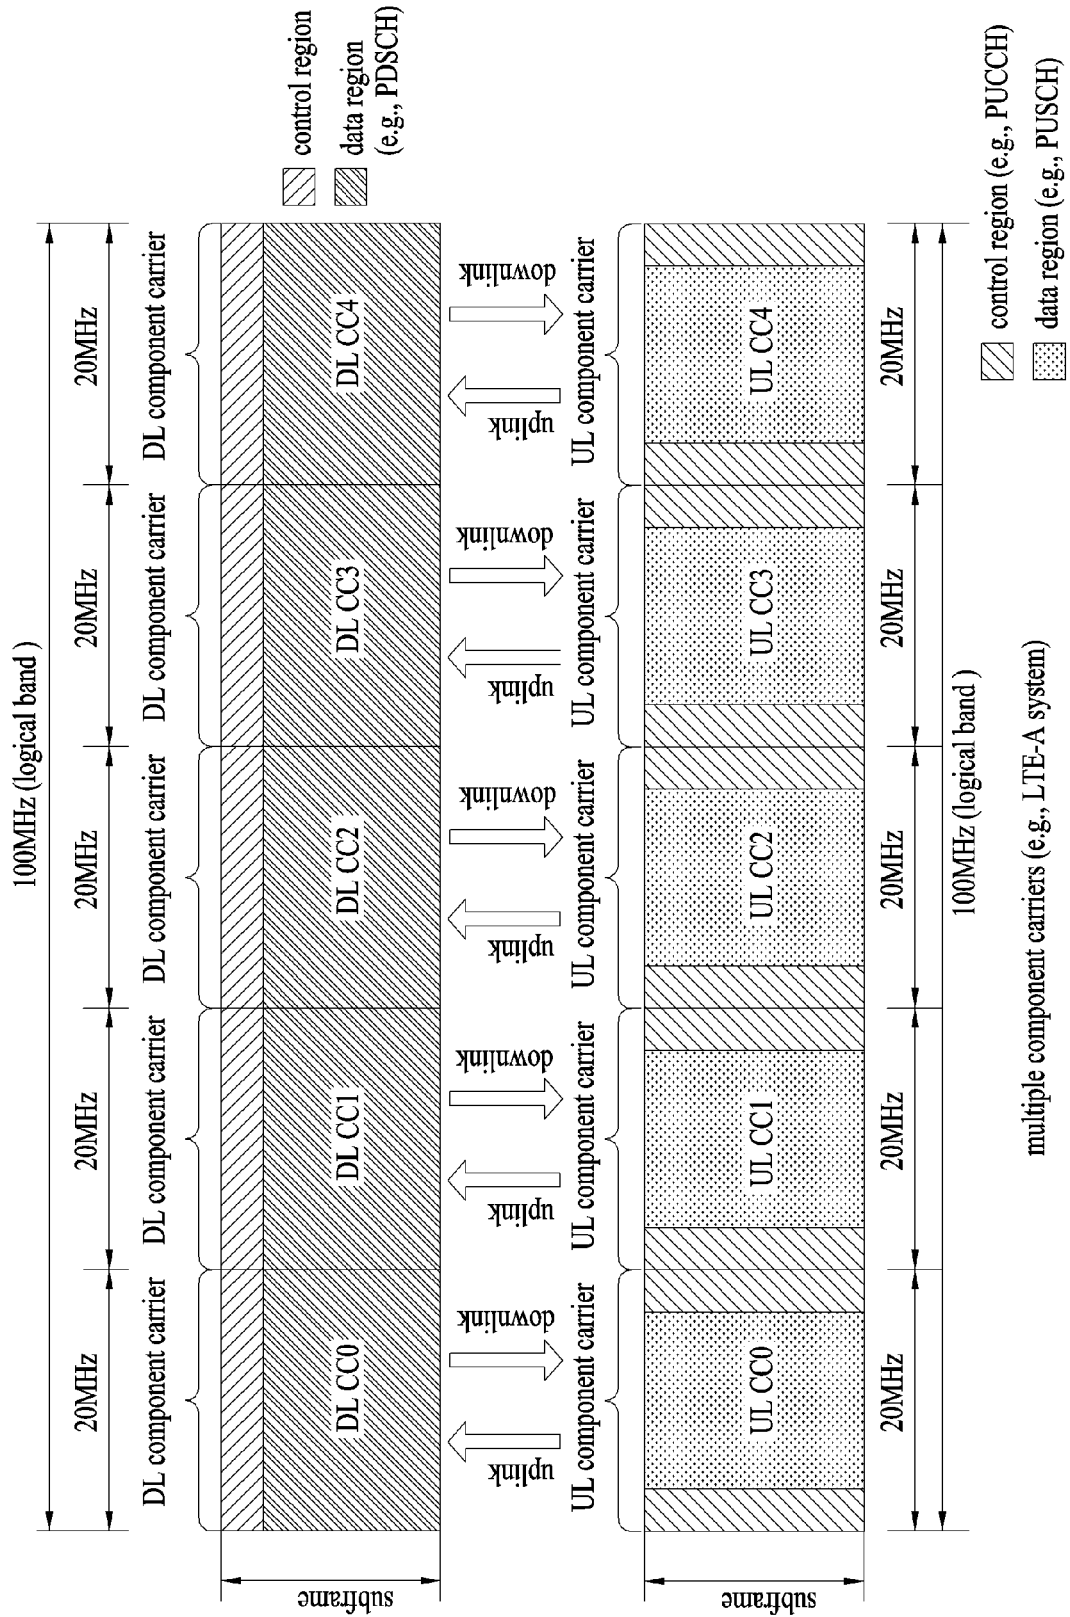 100MHz (logical band )
20MHz
20MHz
20MHz
20MHz
20MHz
DL component carrier
DL component carrier
DL component carrier
DL component carrier
DL component carrier
subframe
DL CC0
DL CC1
DL CC2
DL CC3
DL CC4
control region
data region
(e.g., PDSCH)
uplink
downlink
uplink
downlink
uplink
downlink
uplink
downlink
uplink
downlink
UL component carrier
UL component carrier
UL component carrier
UL component carrier
UL component carrier
subframe
UL CC0
UL CC1
UL CC2
UL CC3
UL CC4
20MHz
20MHz
20MHz
20MHz
20MHz
100MHz (logical band )
control region (e.g., PUCCH)
data region (e.g., PUSCH)
multiple component carriers (e.g., LTE-A system)